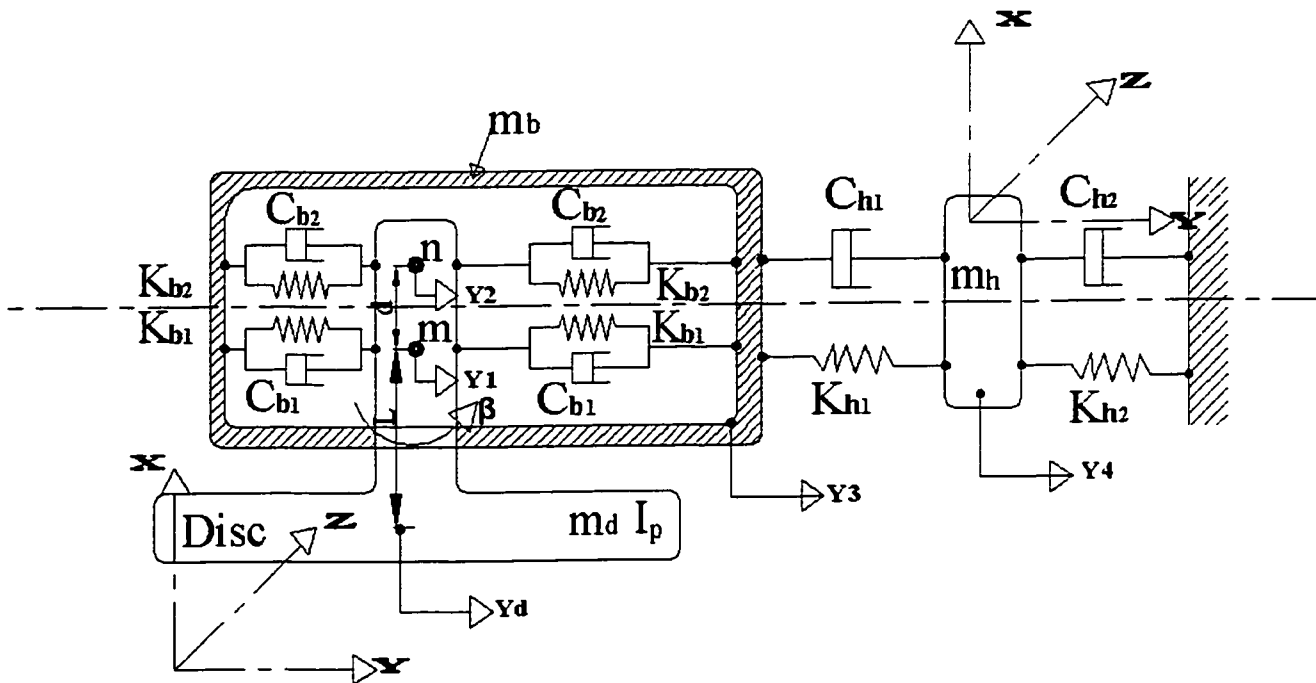 X
Z
Y
mb
Cb2
Cb2
Ch1
Ch2
Kb2
n
Y2
Kb2
mh
d
Kb1
m
Kb1
Y1
Cb1
L
β
Cb1
Kh1
Kh2
Y4
Y3
X
Disc
Z
md Ip
Yd
Y